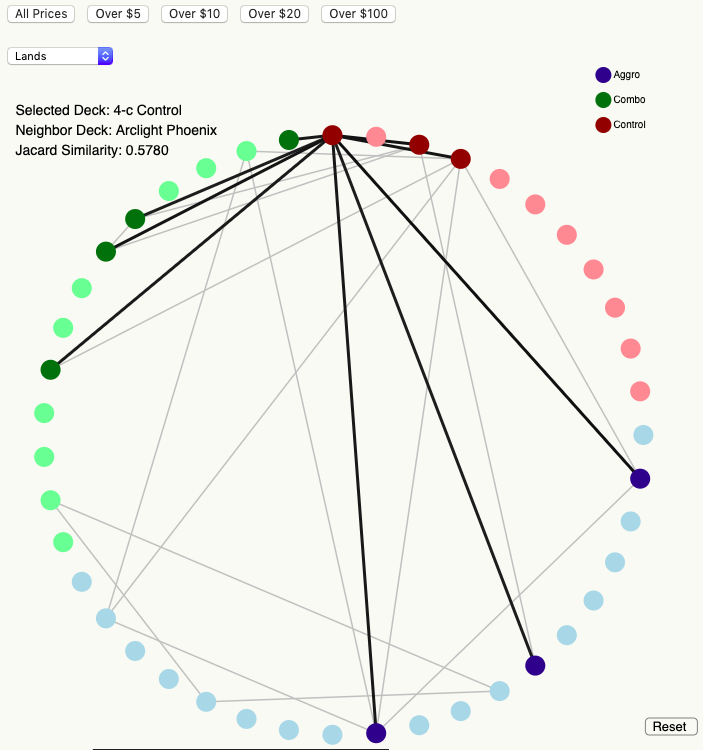 All Prices Over $5 Over $10 Over $20 Over $100
Lands
Aggro
Combo
Control
Selected Deck: 4-c Control
Neighbor Deck: Arclight Phoenix
Jacard Similarity: 0.5780
Reset